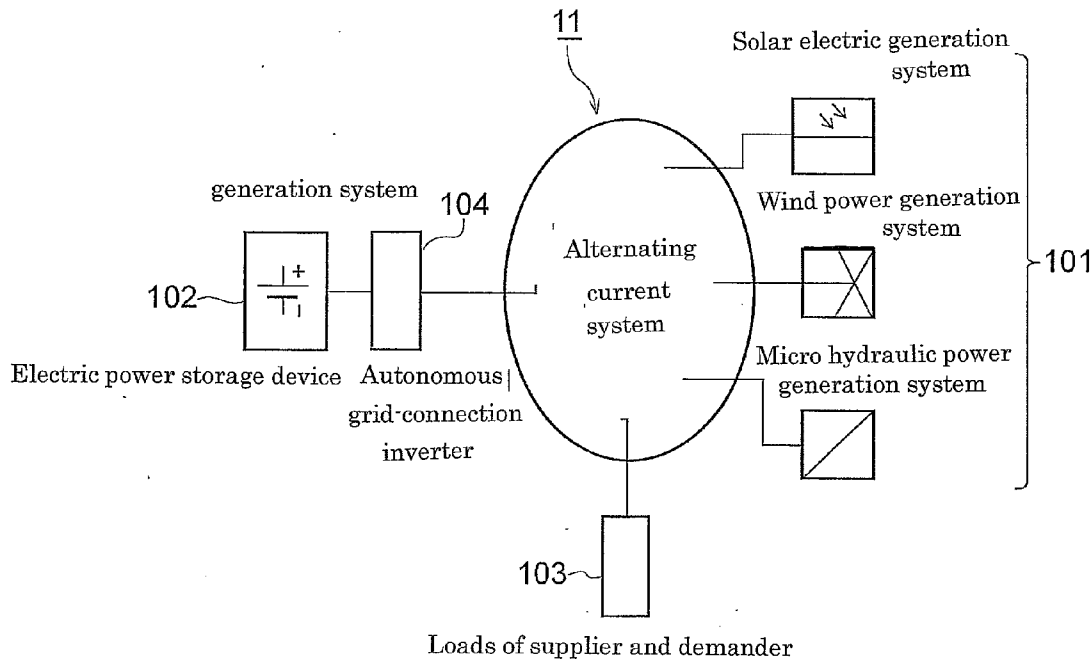 11
Solar electric generation
system
generation system
104
Wind power generation
system
101
Alternating
current
system
102
Micro hydraulic power
generation system
Electric power storage device
Autonomous
grid-connection
inverter
103
Loads of supplier and demander